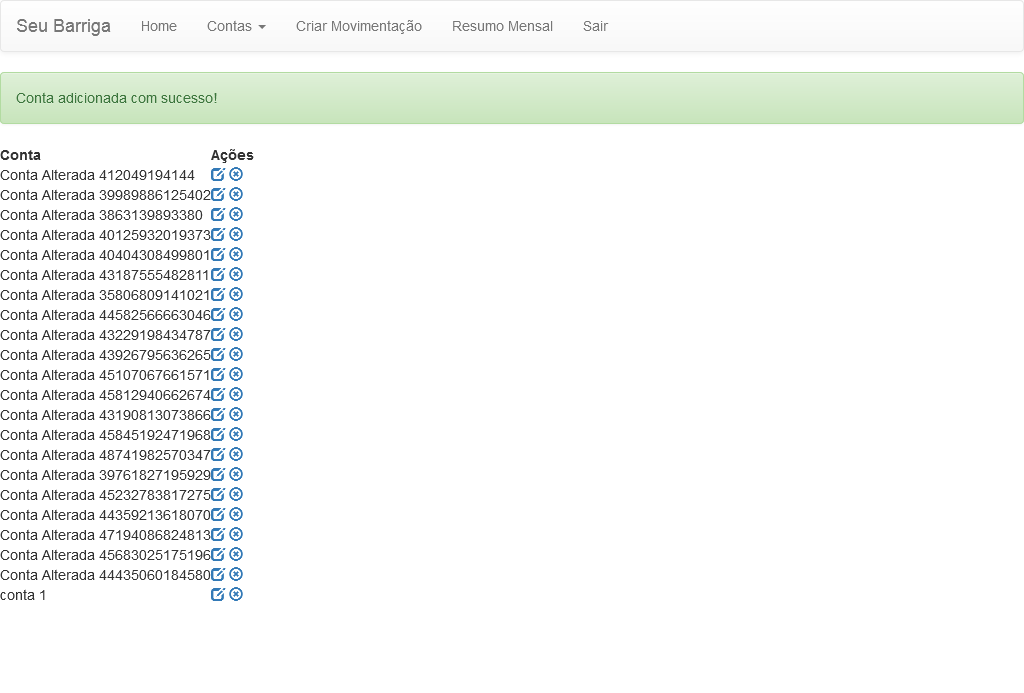 Seu Barriga Home Contas Criar Movimentação Resumo Mensal Sair
Conta adicionada com sucesso!
Conta Ações
Conta Alterada 412049194144
Conta Alterada 39989886125402
Conta Alterada 3863139893380
Conta Alterada 40125932019373
Conta Alterada 40404308499801
Conta Alterada 43187555482811
Conta Alterada 35806809141021
Conta Alterada 44582566663046
Conta Alterada 43229198434787
Conta Alterada 43926795636265
Conta Alterada 45107067661571
Conta Alterada 45812940662674
Conta Alterada 43190813073866
Conta Alterada 45845192471968
Conta Alterada 48741982570347
Conta Alterada 39761827195929
Conta Alterada 45232783817275
Conta Alterada 44359213618070
Conta Alterada 47194086824813
Conta Alterada 45683025175196
Conta Alterada 44435060184580
conta 1